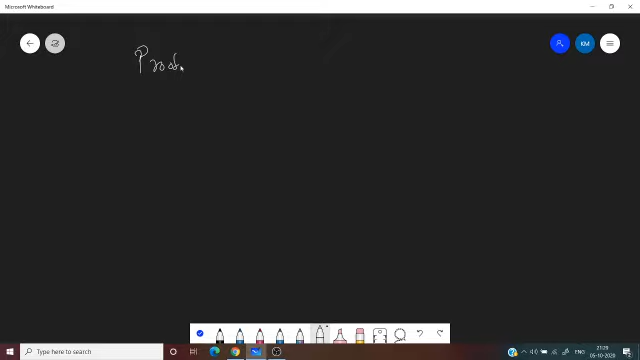 Microsoft Whiteboard
KM
Type here to search
ENG
21:29
05-10-2020